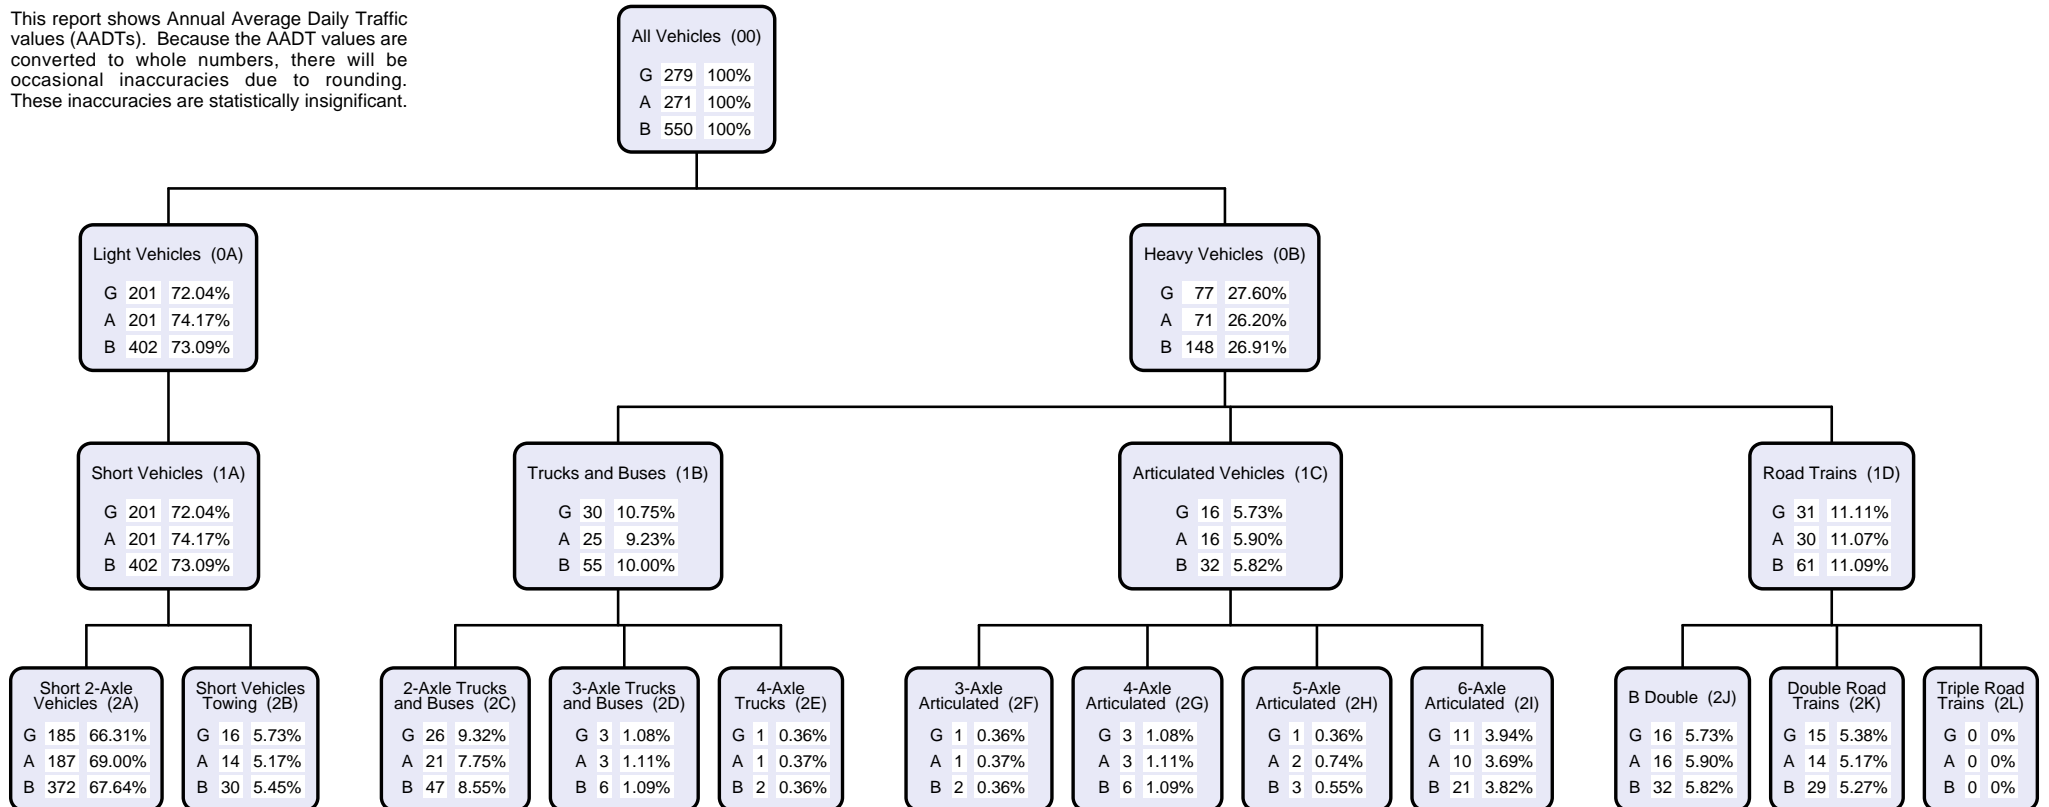 This report shows Annual Average Daily Traffic
values (AADTs). Because the AADT values are
converted to whole numbers, there will be
occasional inaccuracies due to rounding.
These inaccuracies are statistically insignificant.
All Vehicles (00)
G 279 100%
A 271 100%
B 550 100%
Light Vehicles (0A)
G 201 72.04%
A 201 74.17%
B 402 73.09%
Heavy Vehicles (0B)
G 77 27.60%
A 71 26.20%
B 148 26.91%
Short Vehicles (1A)
G 201 72.04%
A 201 74.17%
B 402 73.09%
Trucks and Buses (1B)
G 30 10.75%
A 25 9.23%
B 55 10.00%
Articulated Vehicles (1C)
G 16 5.73%
A 16 5.90%
B 32 5.82%
Road Trains (1D)
G 31 11.11%
A 30 11.07%
B 61 11.09%
Short 2-Axle
Vehicles (2A)
G 185 66.31%
A 187 69.00%
B 372 67.64%
Short Vehicles
Towing (2B)
G 16 5.73%
A 14 5.17%
B 30 5.45%
2-Axle Trucks
and Buses (2C)
G 26 9.32%
A 21 7.75%
B 47 8.55%
3-Axle Trucks
and Buses (2D)
G 3 1.08%
A 3 1.11%
B 6 1.09%
4-Axle
Trucks (2E)
G 1 0.36%
A 1 0.37%
B 2 0.36%
3-Axle
Articulated (2F)
G 1 0.36%
A 1 0.37%
B 2 0.36%
4-Axle
Articulated (2G)
G 3 1.08%
A 3 1.11%
B 6 1.09%
5-Axle
Articulated (2H)
G 1 0.36%
A 2 0.74%
B 3 0.55%
6-Axle
Articulated (2I)
G 11 3.94%
A 10 3.69%
B 21 3.82%
B Double (2J)
G 16 5.73%
A 16 5.90%
B 32 5.82%
Double Road
Trains (2K)
G 15 5.38%
A 14 5.17%
B 29 5.27%
Triple Road
Trains (2L)
G 0 0%
A 0 0%
B 0 0%